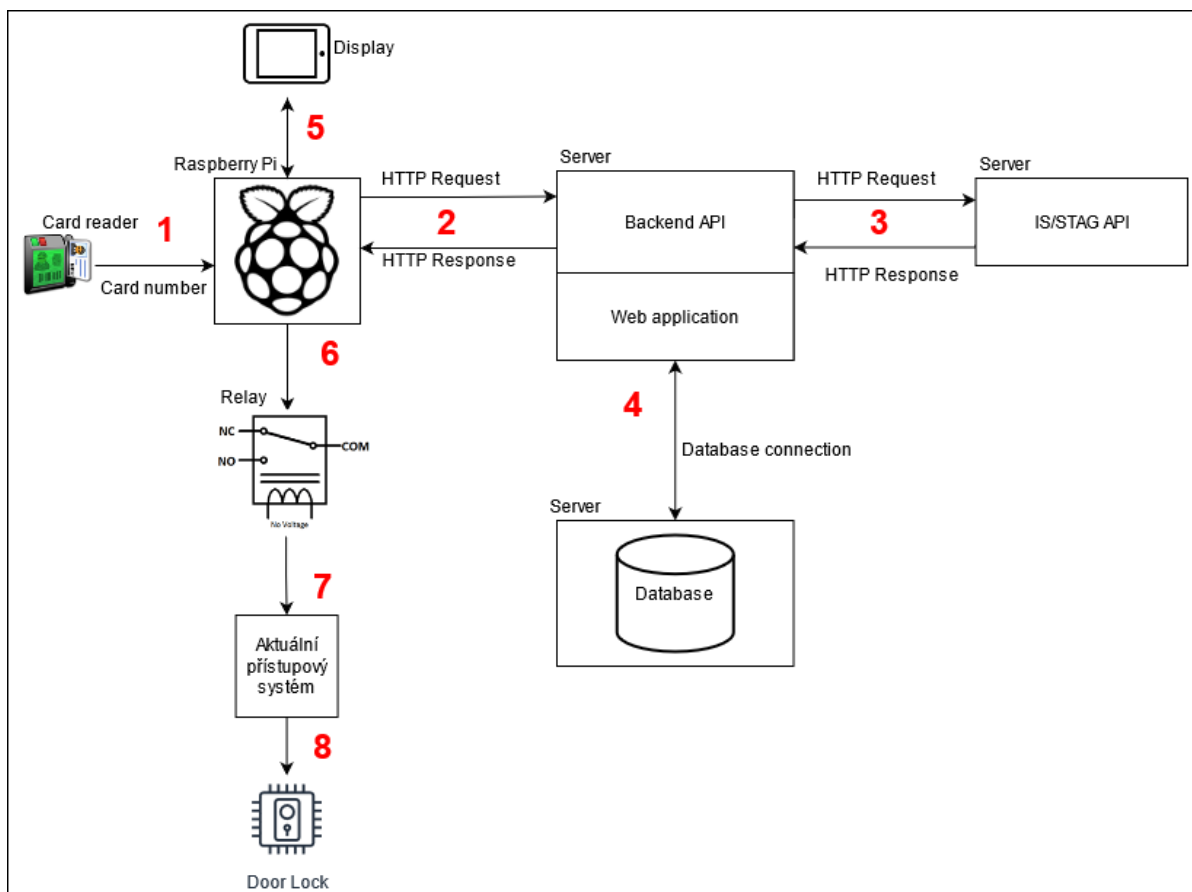 Display
5
Raspberry Pi
Server
HTTP Request
HTTP Request
Server
Card reader
1
2
Backend API
3
IS/STAG API
HTTP Response
HTTP Response
Card number
Web application
6
4
Relay
NC
COM
NO
No Voltage
Database connection
Server
7
Database
Aktuální
přístupový
systém
8
Door Lock